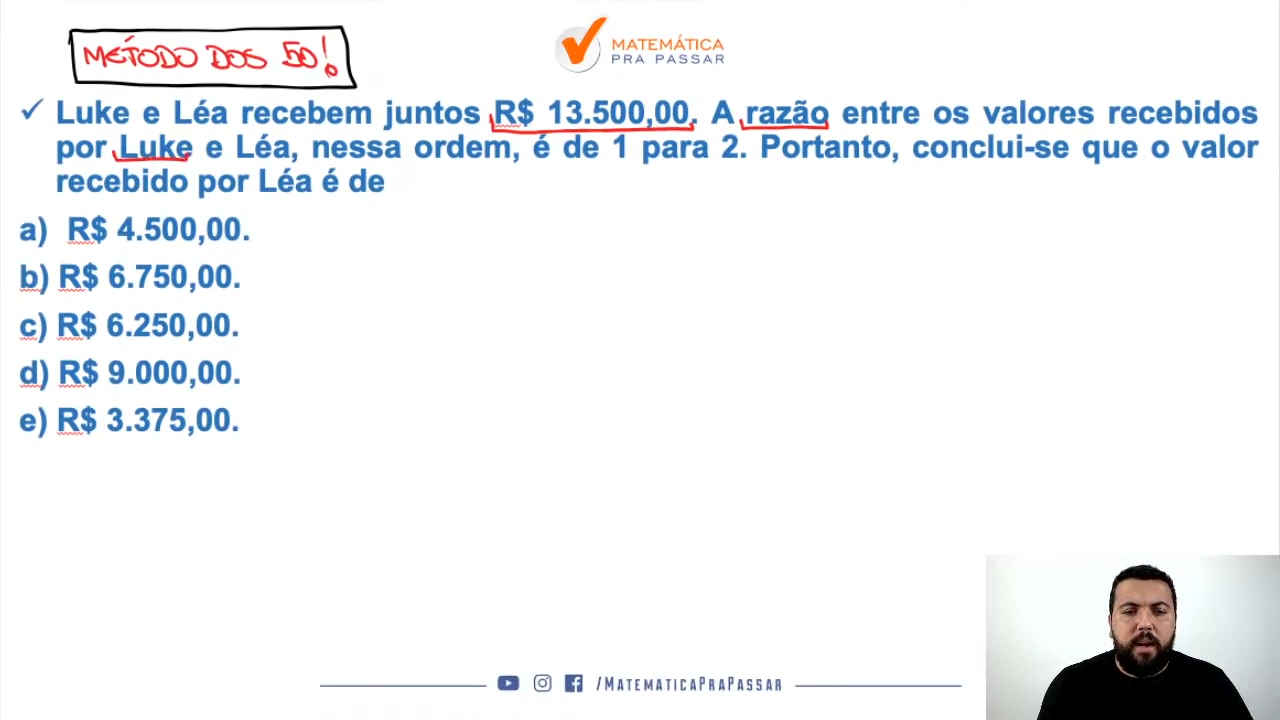 MÉTODO DOS 50!
MATEMÁTICA
PRA PASSAR
✓ Luke e Léa recebem juntos R$ 13.500,00. A razão entre os valores recebidos
por Luke e Léa, nessa ordem, é de 1 para 2. Portanto, conclui-se que o valor
recebido por Léa é de
a) R$ 4.500,00.
b) R$ 6.750,00.
c) R$ 6.250,00.
d) R$ 9.000,00.
e) R$ 3.375,00.
/MATEMATICAPRAPASSAR